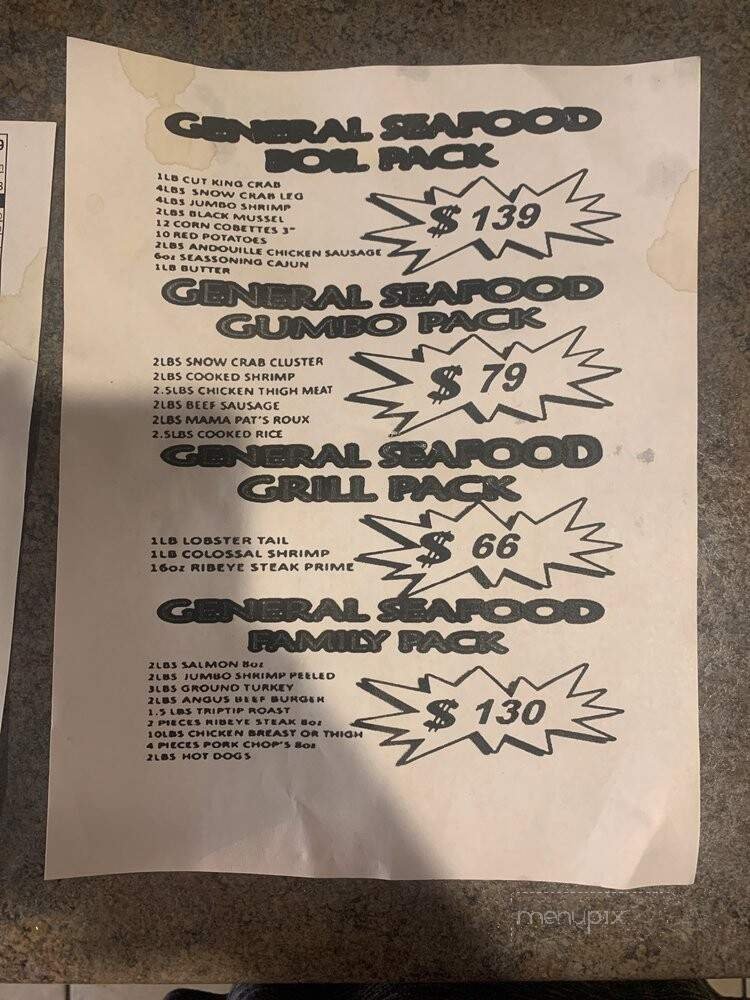 GENERAL SEAFOOD
BOIL PACK
1LB CUT KING CRAB
4LBS SNOW CRAB LEG
4LBS JUMBO SHRIMP
2LBS BLACK MUSSEL
12 CORN COBETTES 3"
10 RED POTATOES
2LBS ANDOUILLE CHICKEN SAUSAGE
6oz SEASSONING CAJUN
1LB BUTTER
$ 139
GENERAL SEAFOOD
GUMBO PACK
2LBS SNOW CRAB CLUSTER
2LBS COOKED SHRIMP
2.5LBS CHICKEN THIGH MEAT
2LBS BEEF SAUSAGE
2LBS MAMA PAT'S ROUX
2.5LBS COOKED RICE
$ 79
GENERAL SEAFOOD
GRILL PACK
1LB LOBSTER TAIL
1LB COLOSSAL SHRIMP
16oz RIBEYE STEAK PRIME
$ 66
GENERAL SEAFOOD
FAMILY PACK
2LBS SALMON 8oz
2LBS JUMBO SHRIMP PEELED
3LBS GROUND TURKEY
2LBS ANGUS BEEF BURGER
1.5 LBS TRIPTIP ROAST
2 PIECES RIBEYE STEAK 8oz
10LBS CHICKEN BREAST OR THIGH
4 PIECES PORK CHOP'S 8oz
2LBS HOT DOGS
$ 130
menupix